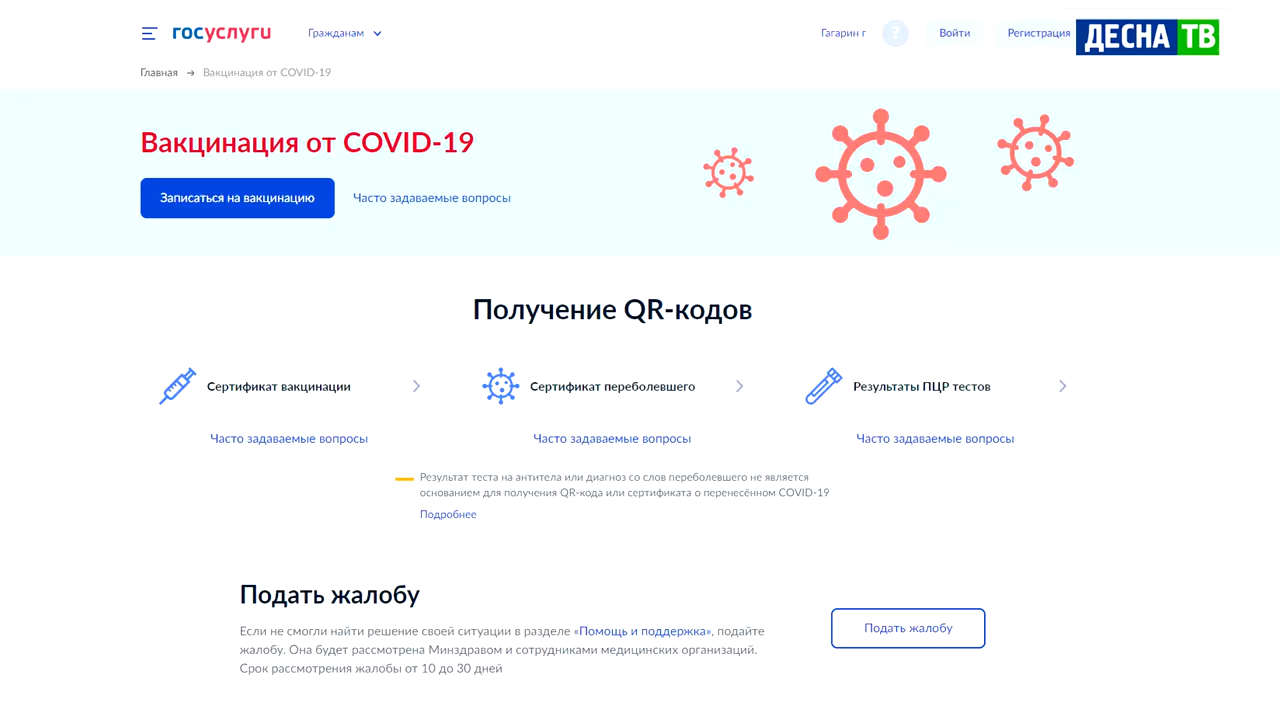 госуслуги
Гражданам
Гагарин г
?
Войти
Регистрация
ДЕСНА ТВ
Главная → Вакцинация от COVID-19
Вакцинация от COVID-19
Записаться на вакцинацию
Часто задаваемые вопросы
Получение QR-кодов
Сертификат вакцинации
Сертификат переболевшего
Результаты ПЦР тестов
Часто задаваемые вопросы
Часто задаваемые вопросы
Часто задаваемые вопросы
Результат теста на антитела или диагноз со слов переболевшего не является
основанием для получения QR-кода или сертификата о перенесённом COVID-19
Подробнее
Подать жалобу
Если не смогли найти решение своей ситуации в разделе «Помощь и поддержка», подайте
жалобу. Она будет рассмотрена Минздравом и сотрудниками медицинских организаций.
Срок рассмотрения жалобы от 10 до 30 дней
Подать жалобу